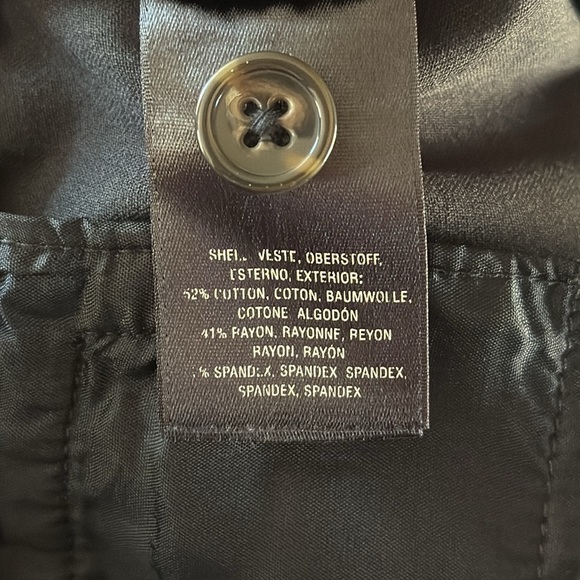 VESTE, OBERSTOFF,
ESTERNO, EXTERIOR:
52% COTTON, COTON, BAUMWOLLE,
COTONE, ALGODÓN
41% RAYON, RAYONNE, REYON
RAYON, RAYÓN
% SPANDEX, SPANDEX SPANDEX,
SPANDEX, SPANDEX